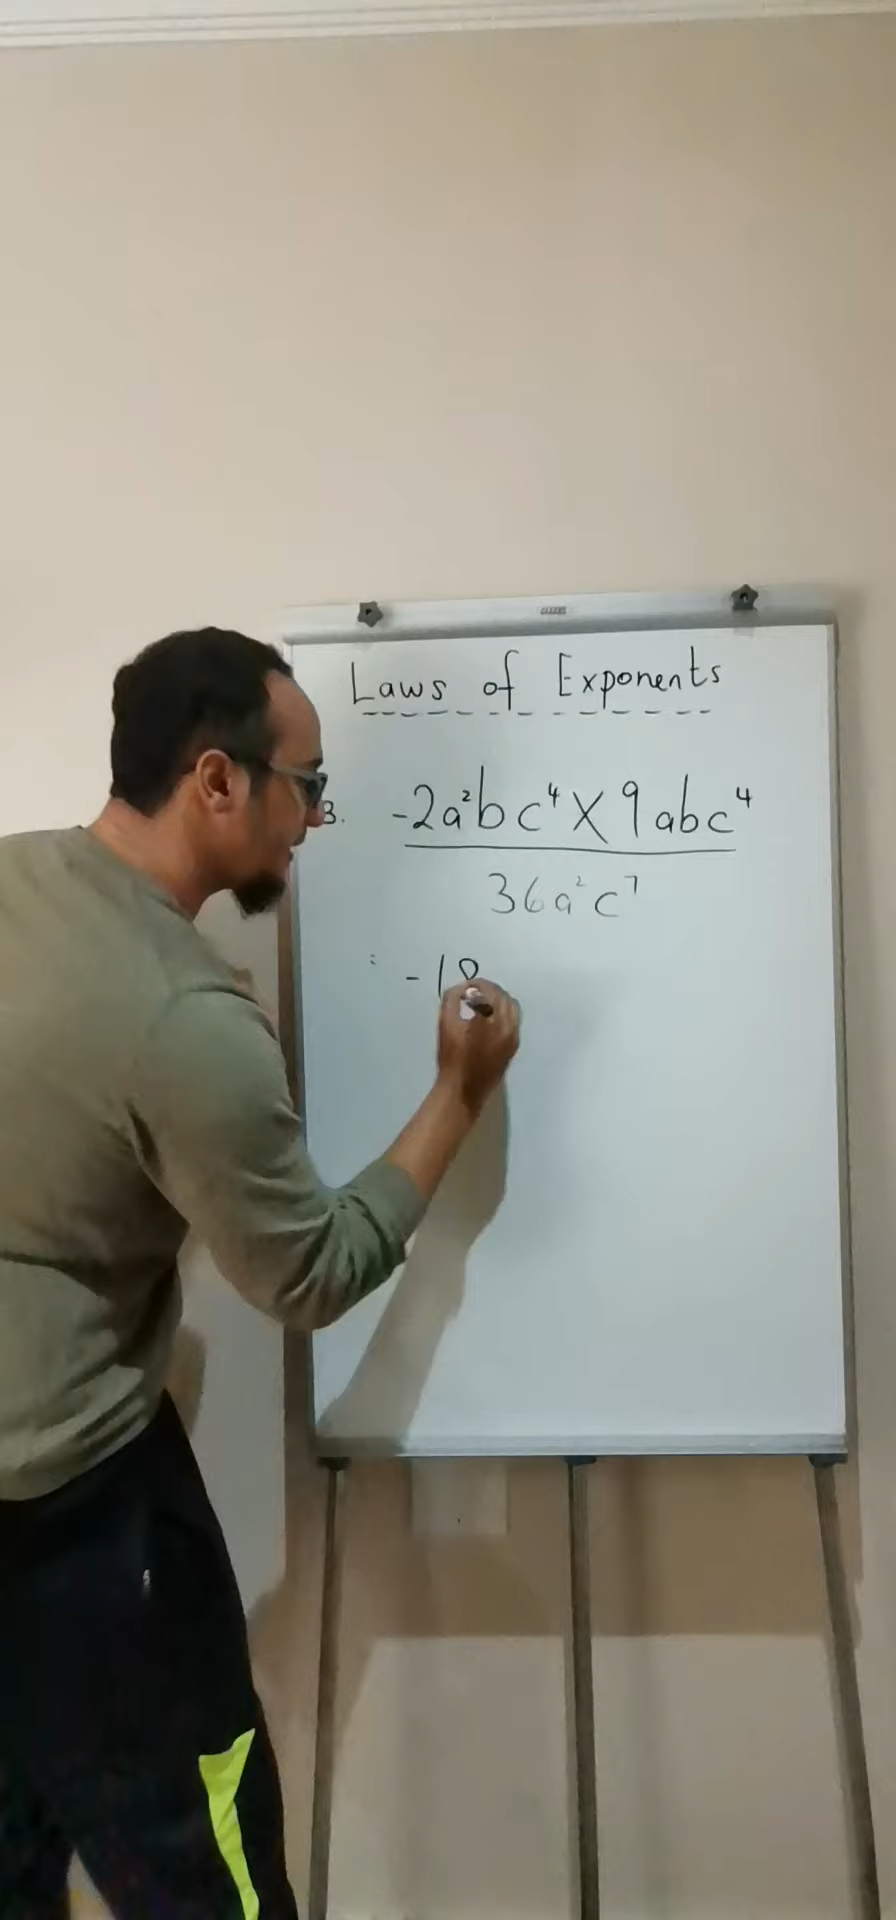 Laws of Exponents
3. -2a²bc⁴ X 9abc⁴
36a²c⁷
-18